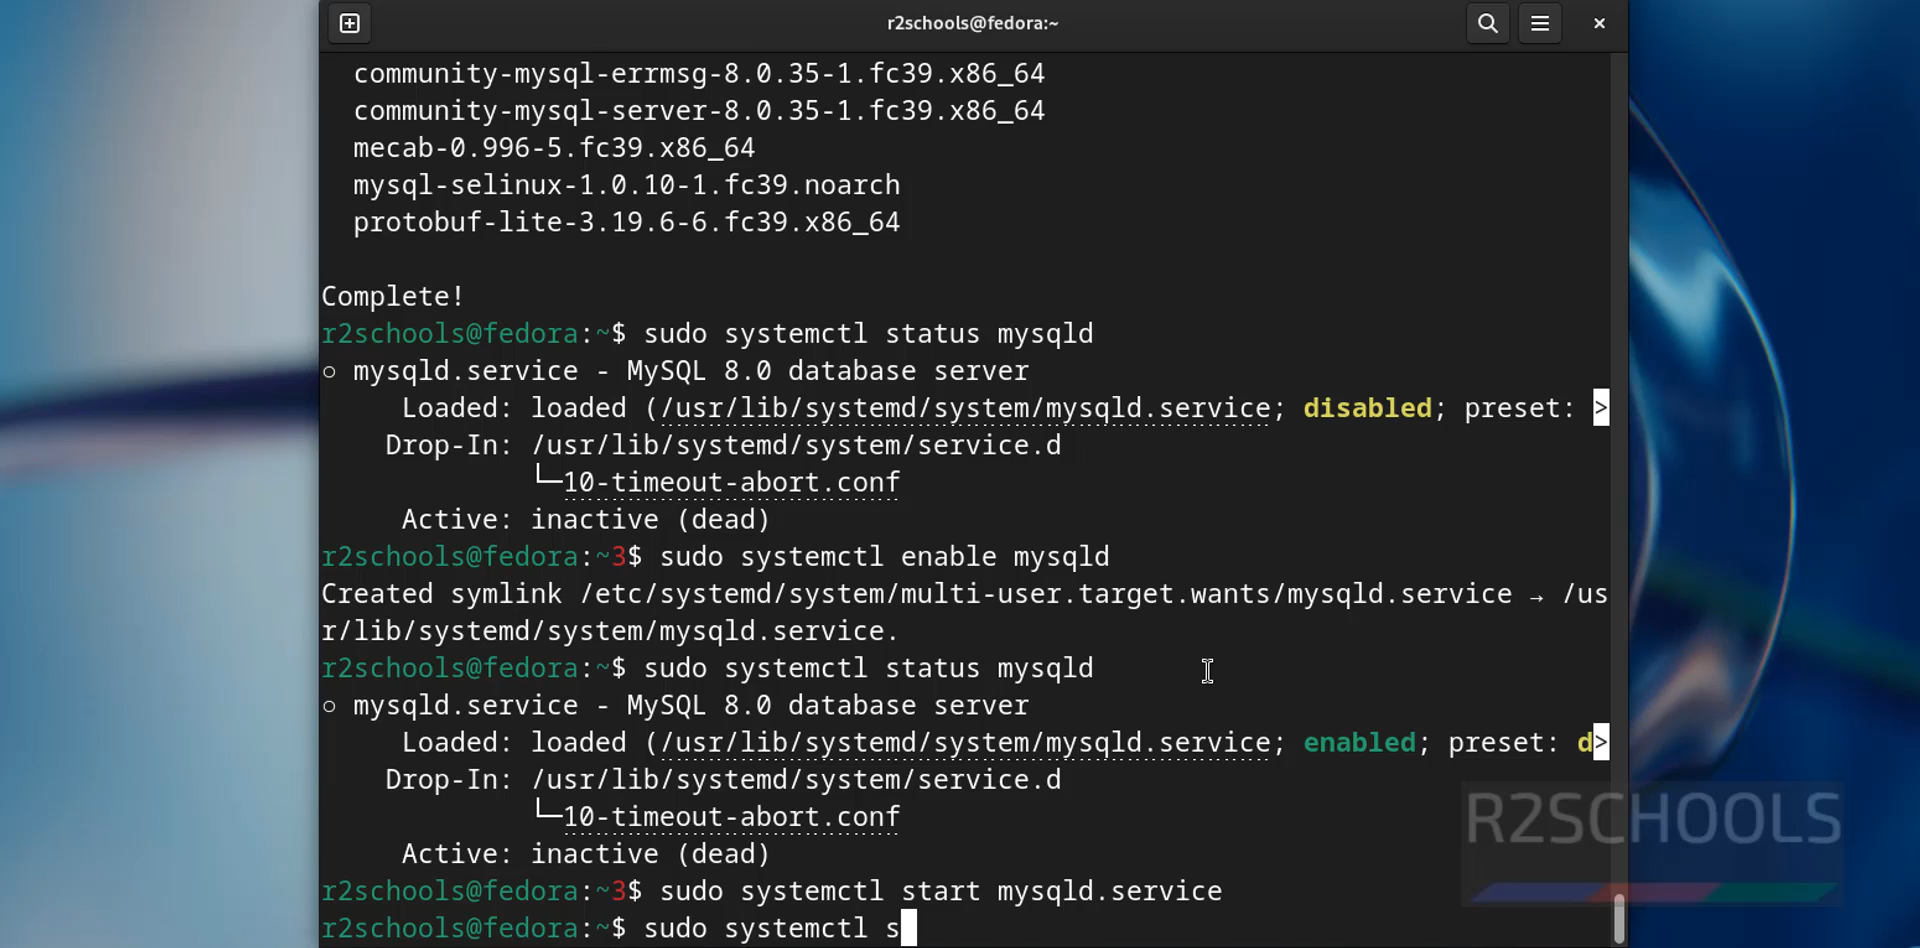 r2schools@fedora:~
community-mysql-errmsg-8.0.35-1.fc39.x86_64
community-mysql-server-8.0.35-1.fc39.x86_64
mecab-0.996-5.fc39.x86_64
mysql-selinux-1.0.10-1.fc39.noarch
protobuf-lite-3.19.6-6.fc39.x86_64
Complete!
r2schools@fedora:~$ sudo systemctl status mysqld
○ mysqld.service - MySQL 8.0 database server
Loaded: loaded (/usr/lib/systemd/system/mysqld.service; disabled; preset: >
Drop-In: /usr/lib/systemd/system/service.d
└─10-timeout-abort.conf
Active: inactive (dead)
r2schools@fedora:~3$ sudo systemctl enable mysqld
Created symlink /etc/systemd/system/multi-user.target.wants/mysqld.service → /us
r/lib/systemd/system/mysqld.service.
r2schools@fedora:~$ sudo systemctl status mysqld
○ mysqld.service - MySQL 8.0 database server
Loaded: loaded (/usr/lib/systemd/system/mysqld.service; enabled; preset: d>
Drop-In: /usr/lib/systemd/system/service.d
└─10-timeout-abort.conf
Active: inactive (dead)
r2schools@fedora:~3$ sudo systemctl start mysqld.service
r2schools@fedora:~$ sudo systemctl s
R2SCHOOLS